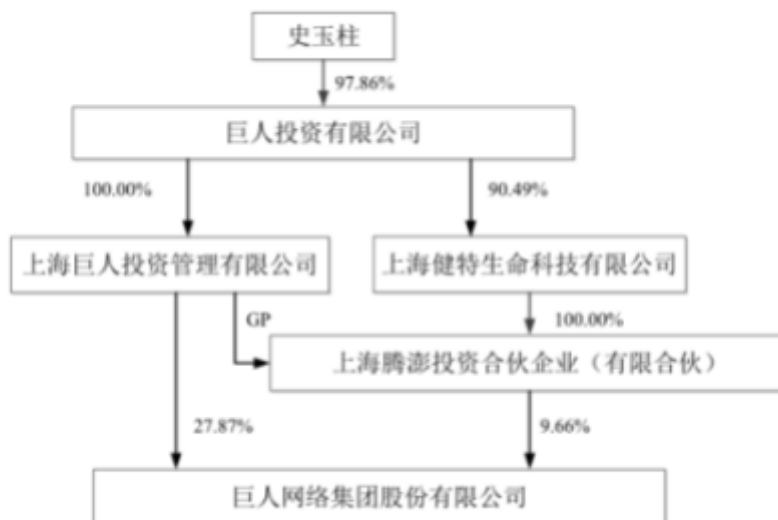 史玉柱
97.86%
巨人投资有限公司
100.00%
90.49%
上海巨人投资管理有限公司
上海健特生命科技有限公司
GP
100.00%
上海腾澎投资合伙企业（有限合伙）
27.87%
9.66%
巨人网络集团股份有限公司